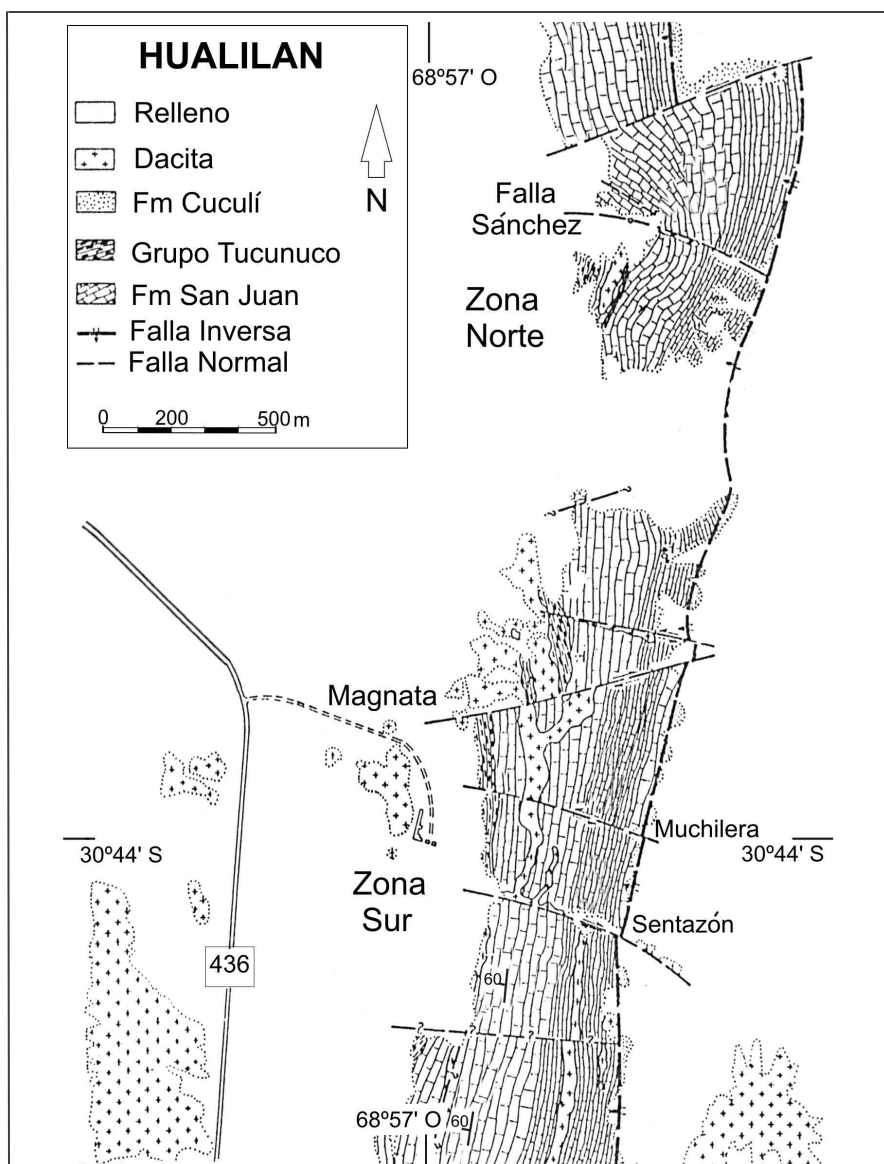 HUALILAN
Relleno
Dacita
Fm Cuculí
Grupo Tucunuco
Fm San Juan
Falla Inversa
Falla Normal
N
0 200 500 m
68º57' O
Falla
Sánchez
Zona
Norte
?
?
Magnata
Muchilera
30º44' S
30º44' S
Zona
Sur
Sentazón
436
60
?
?
?
?
68º57' O
60